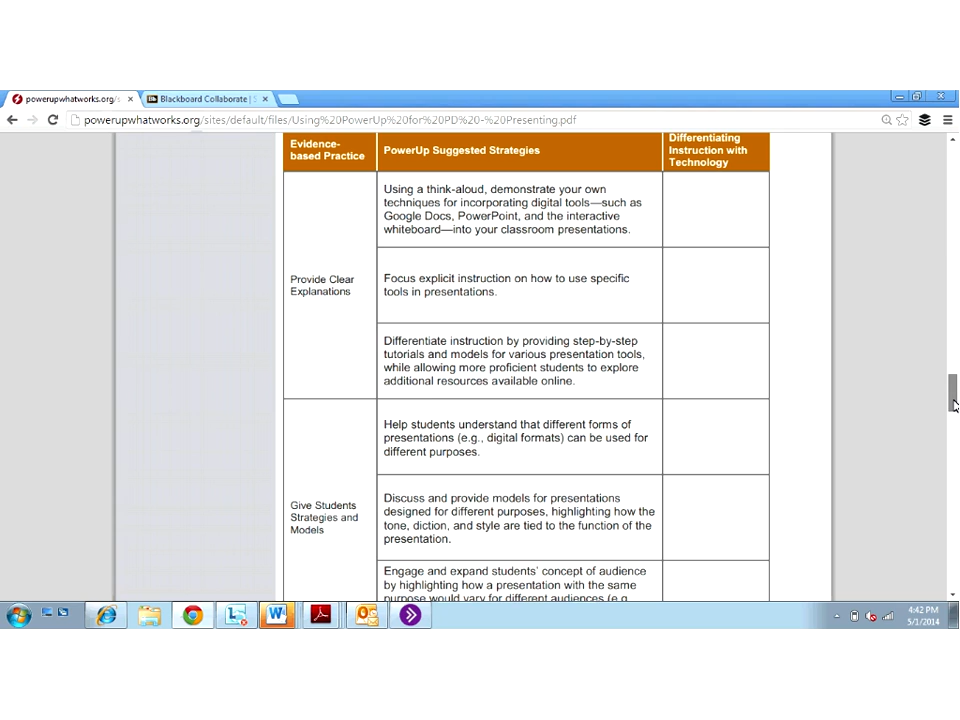 powerupwhatworks.org/s
Blackboard Collaborate | S
powerupwhatworks.org/sites/default/files/Using%20PowerUp%20for%20PD%20-%20Presenting.pdf
Evidence-
based Practice
PowerUp Suggested Strategies
Differentiating
Instruction with
Technology
Using a think-aloud, demonstrate your own
techniques for incorporating digital tools—such as
Google Docs, PowerPoint, and the interactive
whiteboard—into your classroom presentations.
Provide Clear
Explanations
Focus explicit instruction on how to use specific
tools in presentations.
Differentiate instruction by providing step-by-step
tutorials and models for various presentation tools,
while allowing more proficient students to explore
additional resources available online.
Help students understand that different forms of
presentations (e.g., digital formats) can be used for
different purposes.
Give Students
Strategies and
Models
Discuss and provide models for presentations
designed for different purposes, highlighting how the
tone, diction, and style are tied to the function of the
presentation.
Engage and expand students' concept of audience
by highlighting how a presentation with the same
purpose would vary for different audiences (e.g.
4:42 PM
5/1/2014